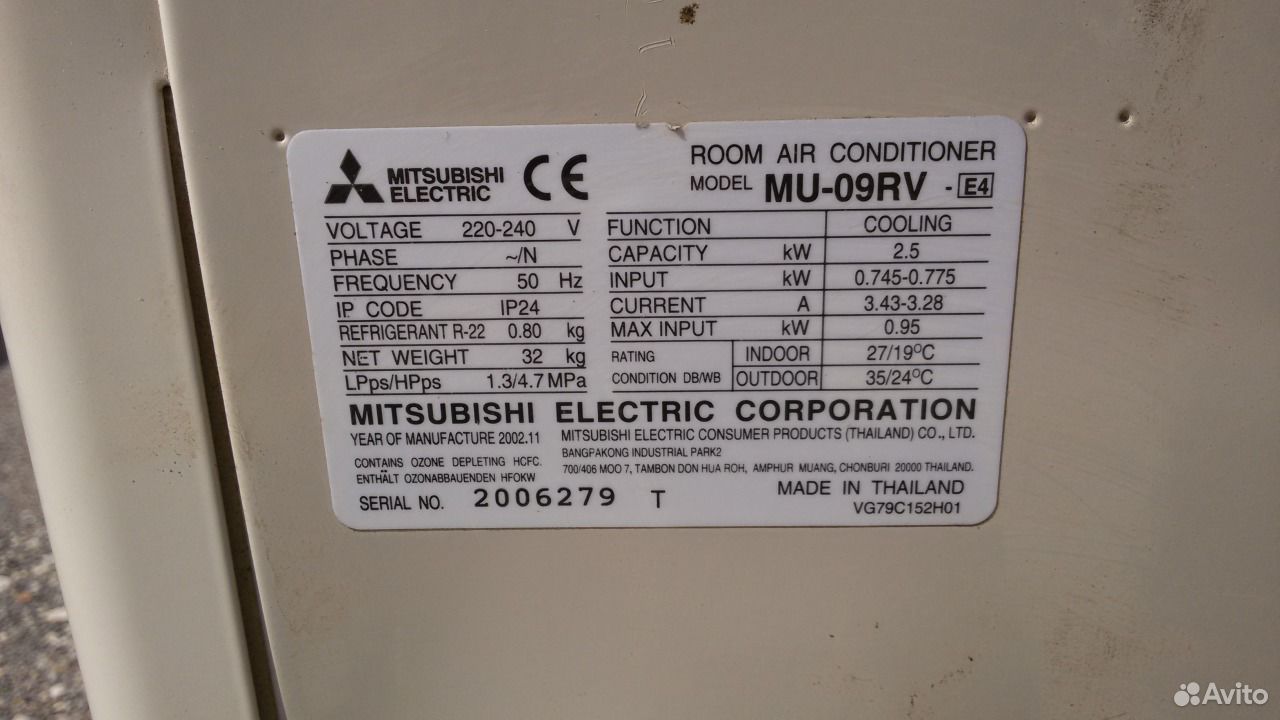 MITSUBISHI ELECTRIC CE
ROOM AIR CONDITIONER
MODEL MU-09RV - E4
VOLTAGE 220-240 V
PHASE ~/N
FREQUENCY 50 Hz
IP CODE IP24
REFRIGERANT R-22 0.80 kg
NET WEIGHT 32 kg
LPps/HPps 1.3/4.7 MPa
FUNCTION COOLING
CAPACITY kW 2.5
INPUT kW 0.745-0.775
CURRENT A 3.43-3.28
MAX INPUT kW 0.95
RATING INDOOR 27/19°C
CONDITION DB/WB OUTDOOR 35/24°C
MITSUBISHI ELECTRIC CORPORATION
YEAR OF MANUFACTURE 2002.11
MITSUBISHI ELECTRIC CONSUMER PRODUCTS (THAILAND) CO., LTD.
BANGPAKONG INDUSTRIAL PARK2
700/406 MOO 7, TAMBON DON HUA ROH, AMPHUR MUANG, CHONBURI 20000 THAILAND.
CONTAINS OZONE DEPLETING HCFC.
ENTHÄLT OZONABBAUENDEN HFOKW
SERIAL NO. 2006279 T
MADE IN THAILAND
VG79C152H01
Avito